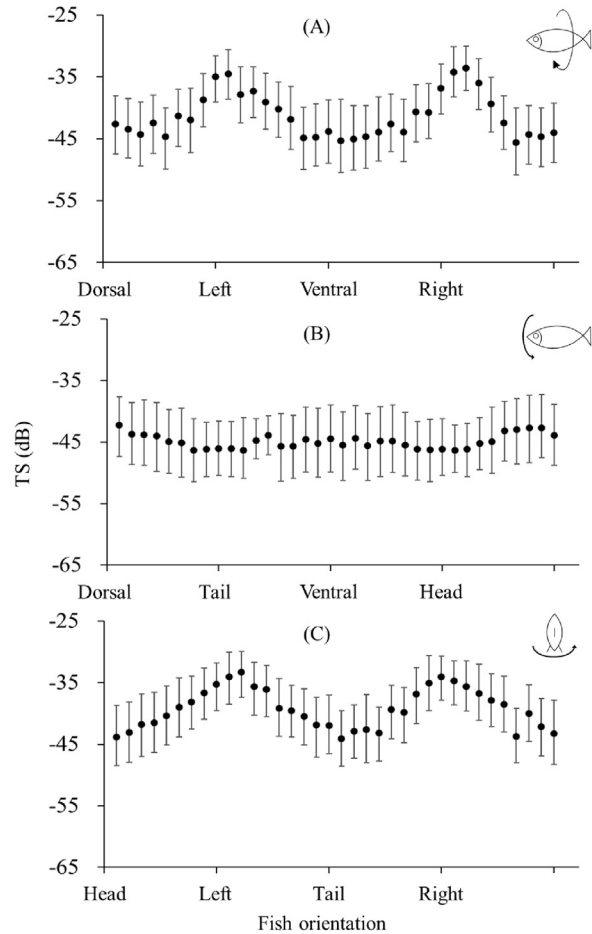 (A)
-25
-35
-45
-55
-65
Dorsal Left Ventral Right
(B)
-25
-35
-45
-55
-65
Dorsal Tail Ventral Head
TS (dB)
(C)
-25
-35
-45
-55
-65
Head Left Tail Right
Fish orientation